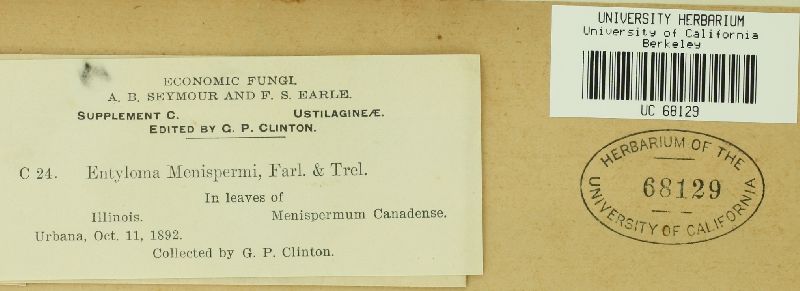 ECONOMIC FUNGI.
A. B. SEYMOUR AND F. S. EARLE.
SUPPLEMENT C. USTILAGINEÆ.
EDITED BY G. P. CLINTON.
C 24. Entyloma Menispermi, Farl. & Trel.
In leaves of
Illinois. Menispermum Canadense.
Urbana, Oct. 11, 1892.
Collected by G. P. Clinton.
UNIVERSITY HERBARIUM
University of California
Berkeley
UC 68129
HERBARIUM OF THE
68129
UNIVERSITY OF CALIFORNIA